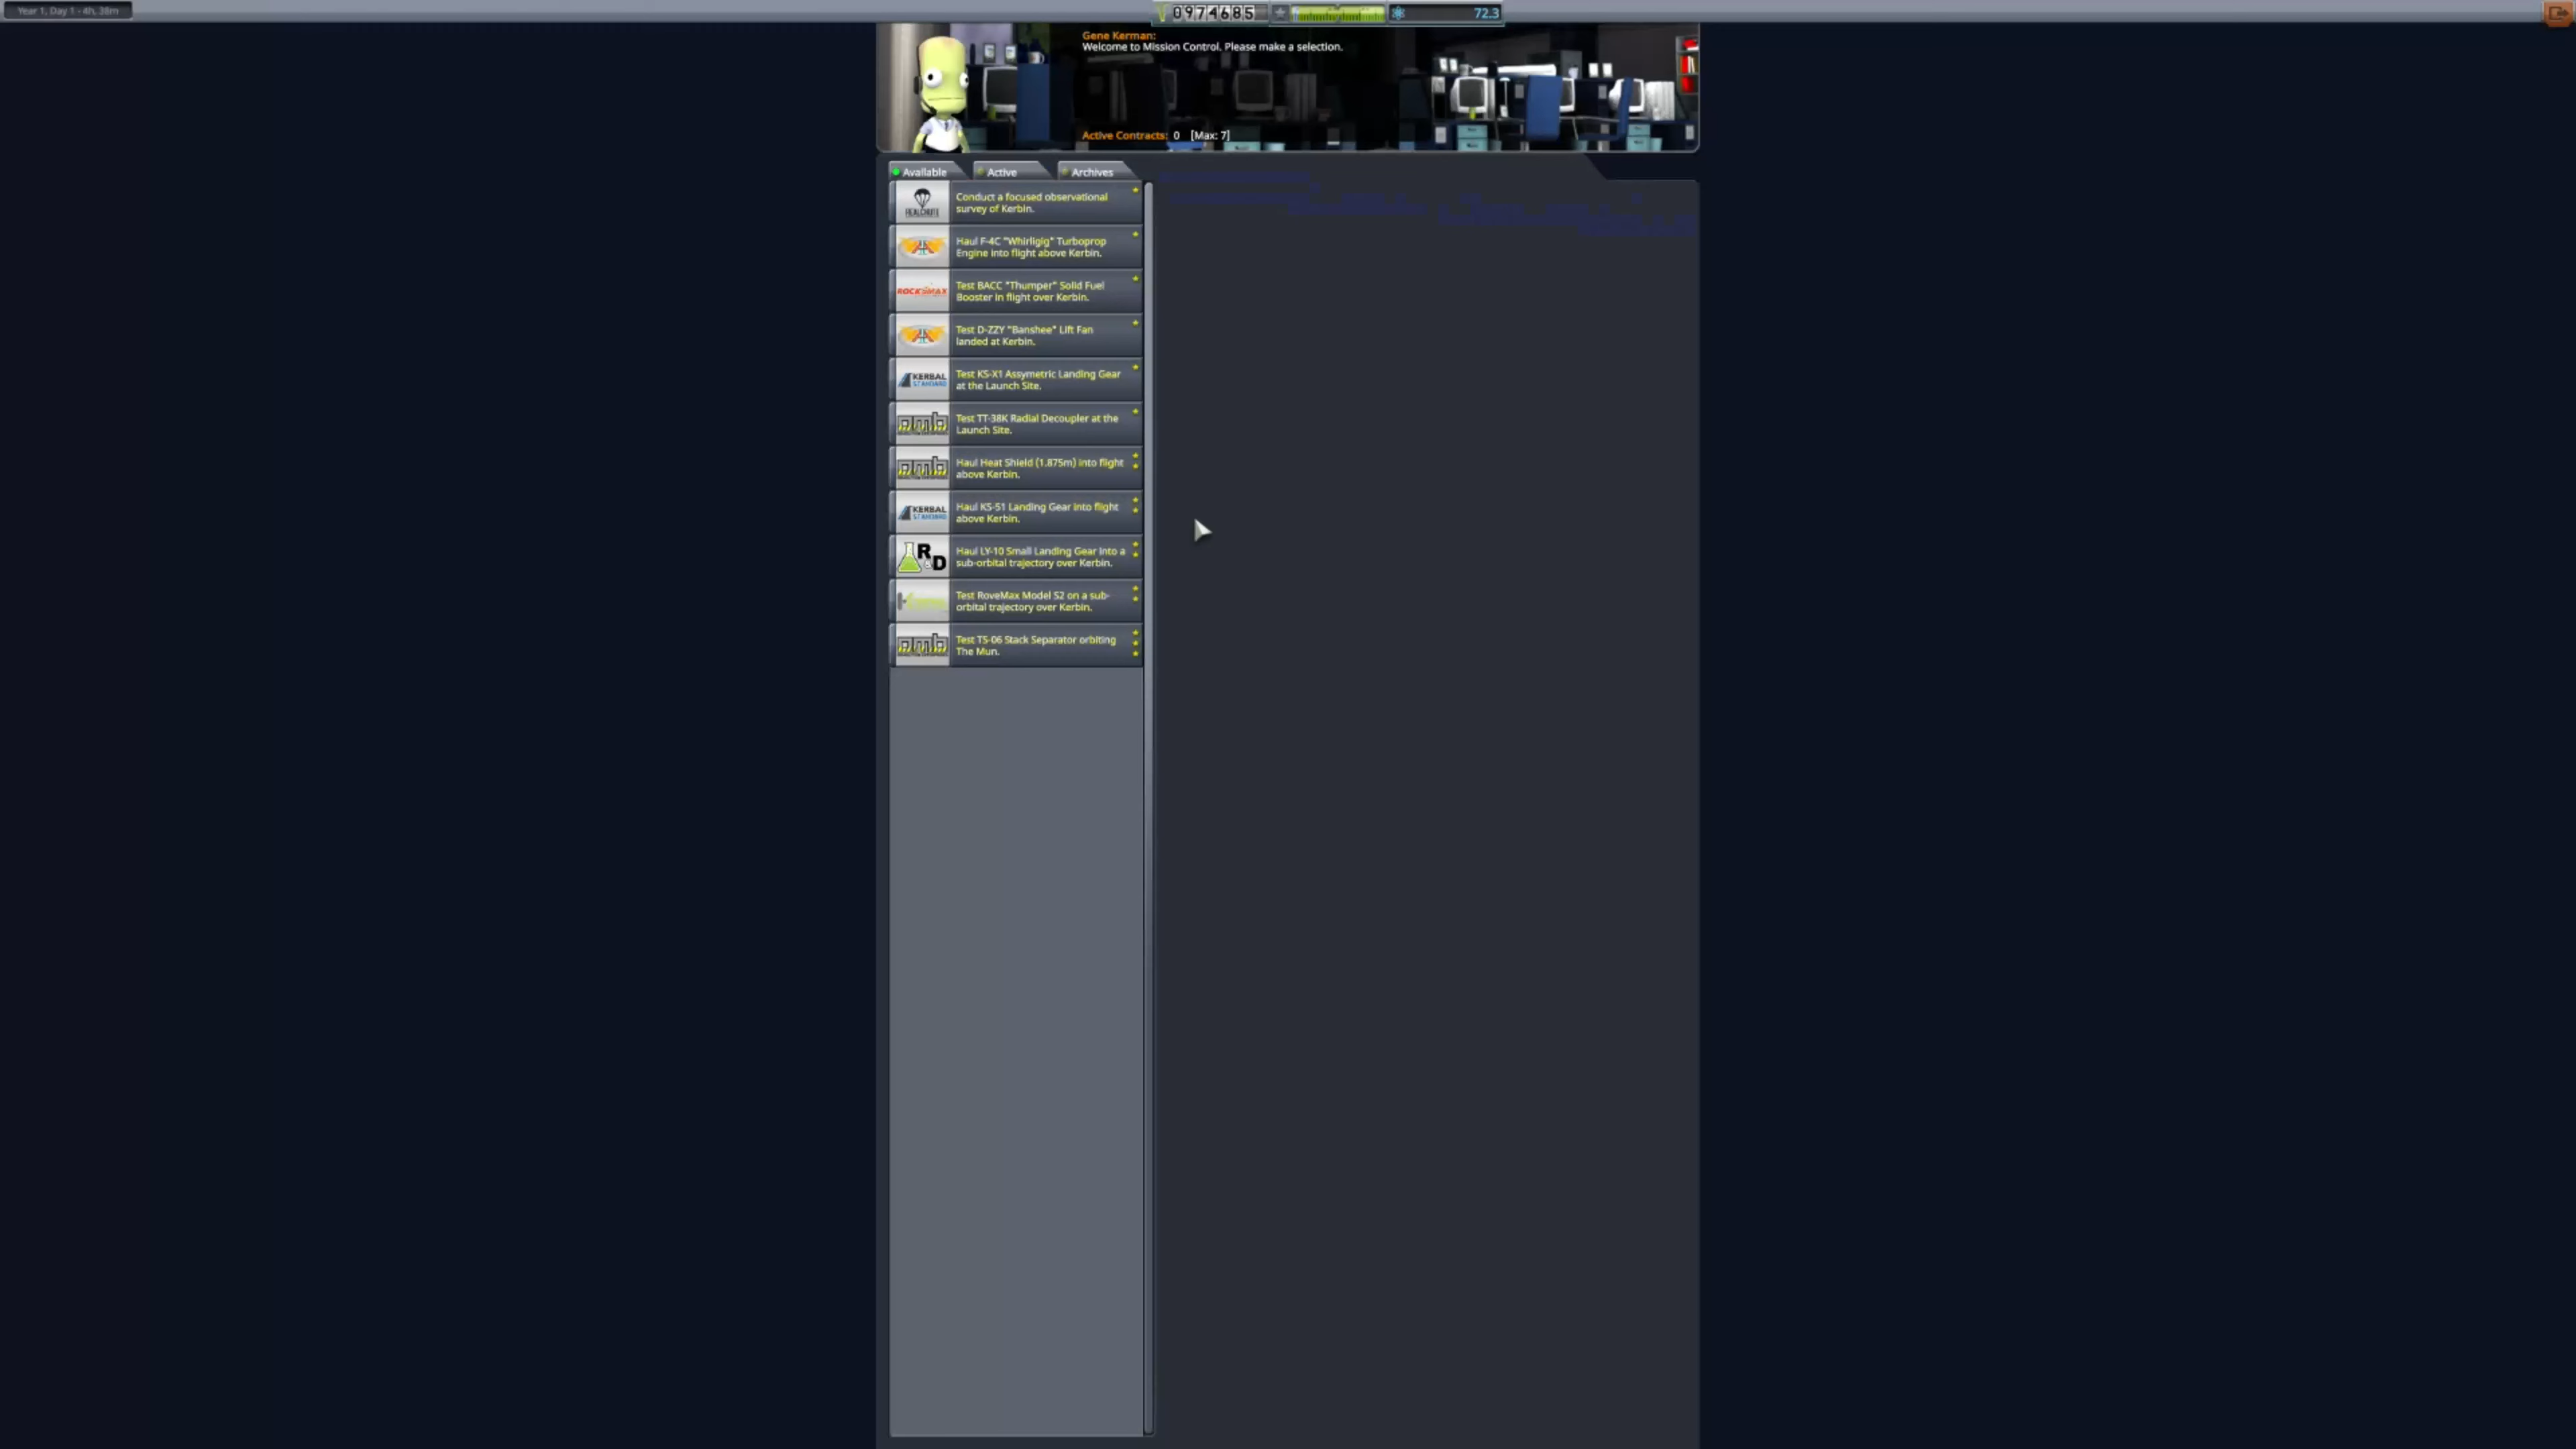 Year 1, Day 1 - 4h, 38m
0974685
72.3
Gene Kerman:
Welcome to Mission Control. Please make a selection.
Active Contracts: 0 [Max: 7]
Available
Active
Archives
REALCHUTE
Conduct a focused observational
survey of Kerbin.
Haul F-4C "Whirligig" Turboprop
Engine into flight above Kerbin.
ROCKOMAX
Test BACC "Thumper" Solid Fuel
Booster in flight over Kerbin.
Test D-ZZY "Banshee" Lift Fan
landed at Kerbin.
KERBAL
STANDARD
Test KS-X1 Assymetric Landing Gear
at the Launch Site.
Test TT-38K Radial Decoupler at the
Launch Site.
Haul Heat Shield (1.875m) into flight
above Kerbin.
KERBAL
STANDARD
Haul KS-51 Landing Gear into flight
above Kerbin.
R&D
Haul LY-10 Small Landing Gear into a
sub-orbital trajectory over Kerbin.
Test RoveMax Model S2 on a sub-
orbital trajectory over Kerbin.
Test TS-06 Stack Separator orbiting
The Mun.